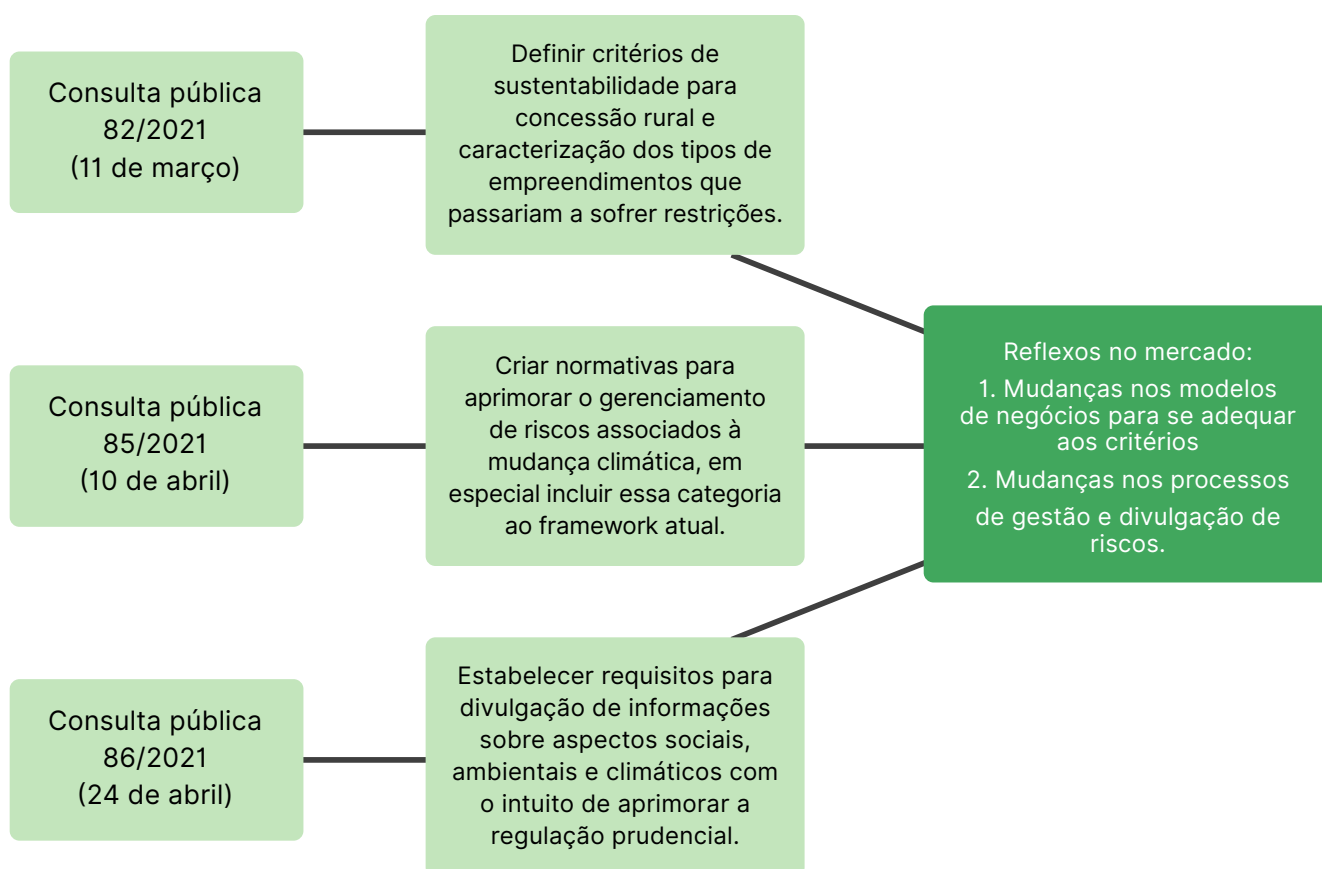 Consulta pública
82/2021
(11 de março)
Definir critérios de
sustentabilidade para
concessão rural e
caracterização dos tipos de
empreendimentos que
passariam a sofrer restrições.
Consulta pública
85/2021
(10 de abril)
Criar normativas para
aprimorar o gerenciamento
de riscos associados à
mudança climática, em
especial incluir essa categoria
ao framework atual.
Consulta pública
86/2021
(24 de abril)
Estabelecer requisitos para
divulgação de informações
sobre aspectos sociais,
ambientais e climáticos com
o intuito de aprimorar a
regulação prudencial.
Reflexos no mercado:
1. Mudanças nos modelos
de negócios para se adequar
aos critérios
2. Mudanças nos processos
de gestão e divulgação de
riscos.